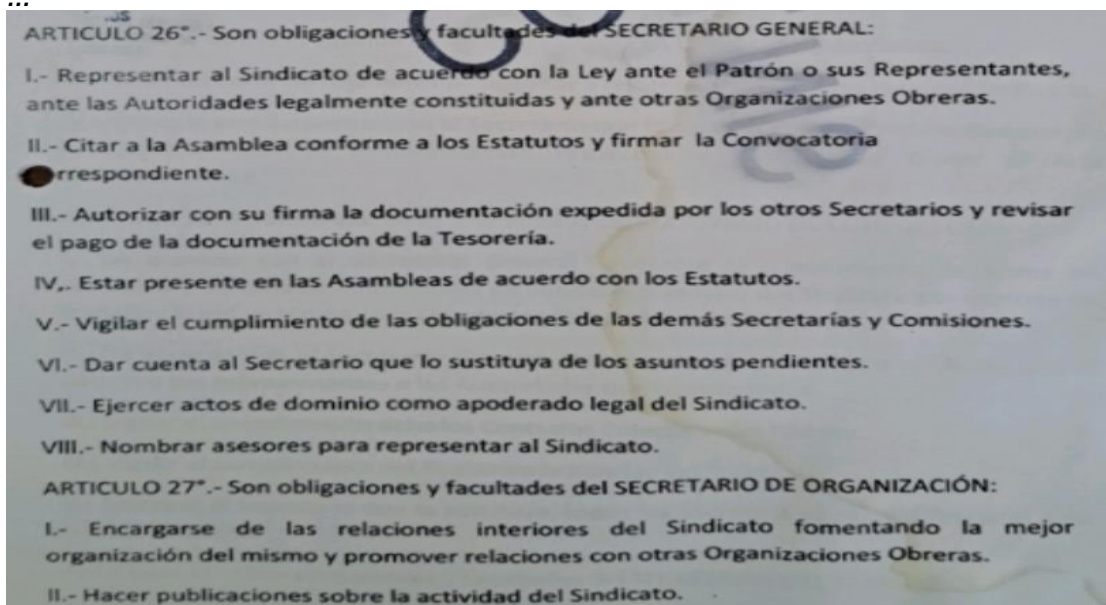 ...
ARTICULO 26°.- Son obligaciones y facultades del SECRETARIO GENERAL:
I.- Representar al Sindicato de acuerdo con la Ley ante el Patrón o sus Representantes,
ante las Autoridades legalmente constituidas y ante otras Organizaciones Obreras.
II.- Citar a la Asamblea conforme a los Estatutos y firmar la Convocatoria
rrespondiente.
III.- Autorizar con su firma la documentación expedida por los otros Secretarios y revisar
el pago de la documentación de la Tesorería.
IV,. Estar presente en las Asambleas de acuerdo con los Estatutos.
V.- Vigilar el cumplimiento de las obligaciones de las demás Secretarías y Comisiones.
VI.- Dar cuenta al Secretario que lo sustituya de los asuntos pendientes.
VII.- Ejercer actos de dominio como apoderado legal del Sindicato.
VIII.- Nombrar asesores para representar al Sindicato.
ARTICULO 27°.- Son obligaciones y facultades del SECRETARIO DE ORGANIZACIÓN:
I.- Encargarse de las relaciones interiores del Sindicato fomentando la mejor
organización del mismo y promover relaciones con otras Organizaciones Obreras.
II.- Hacer publicaciones sobre la actividad del Sindicato.